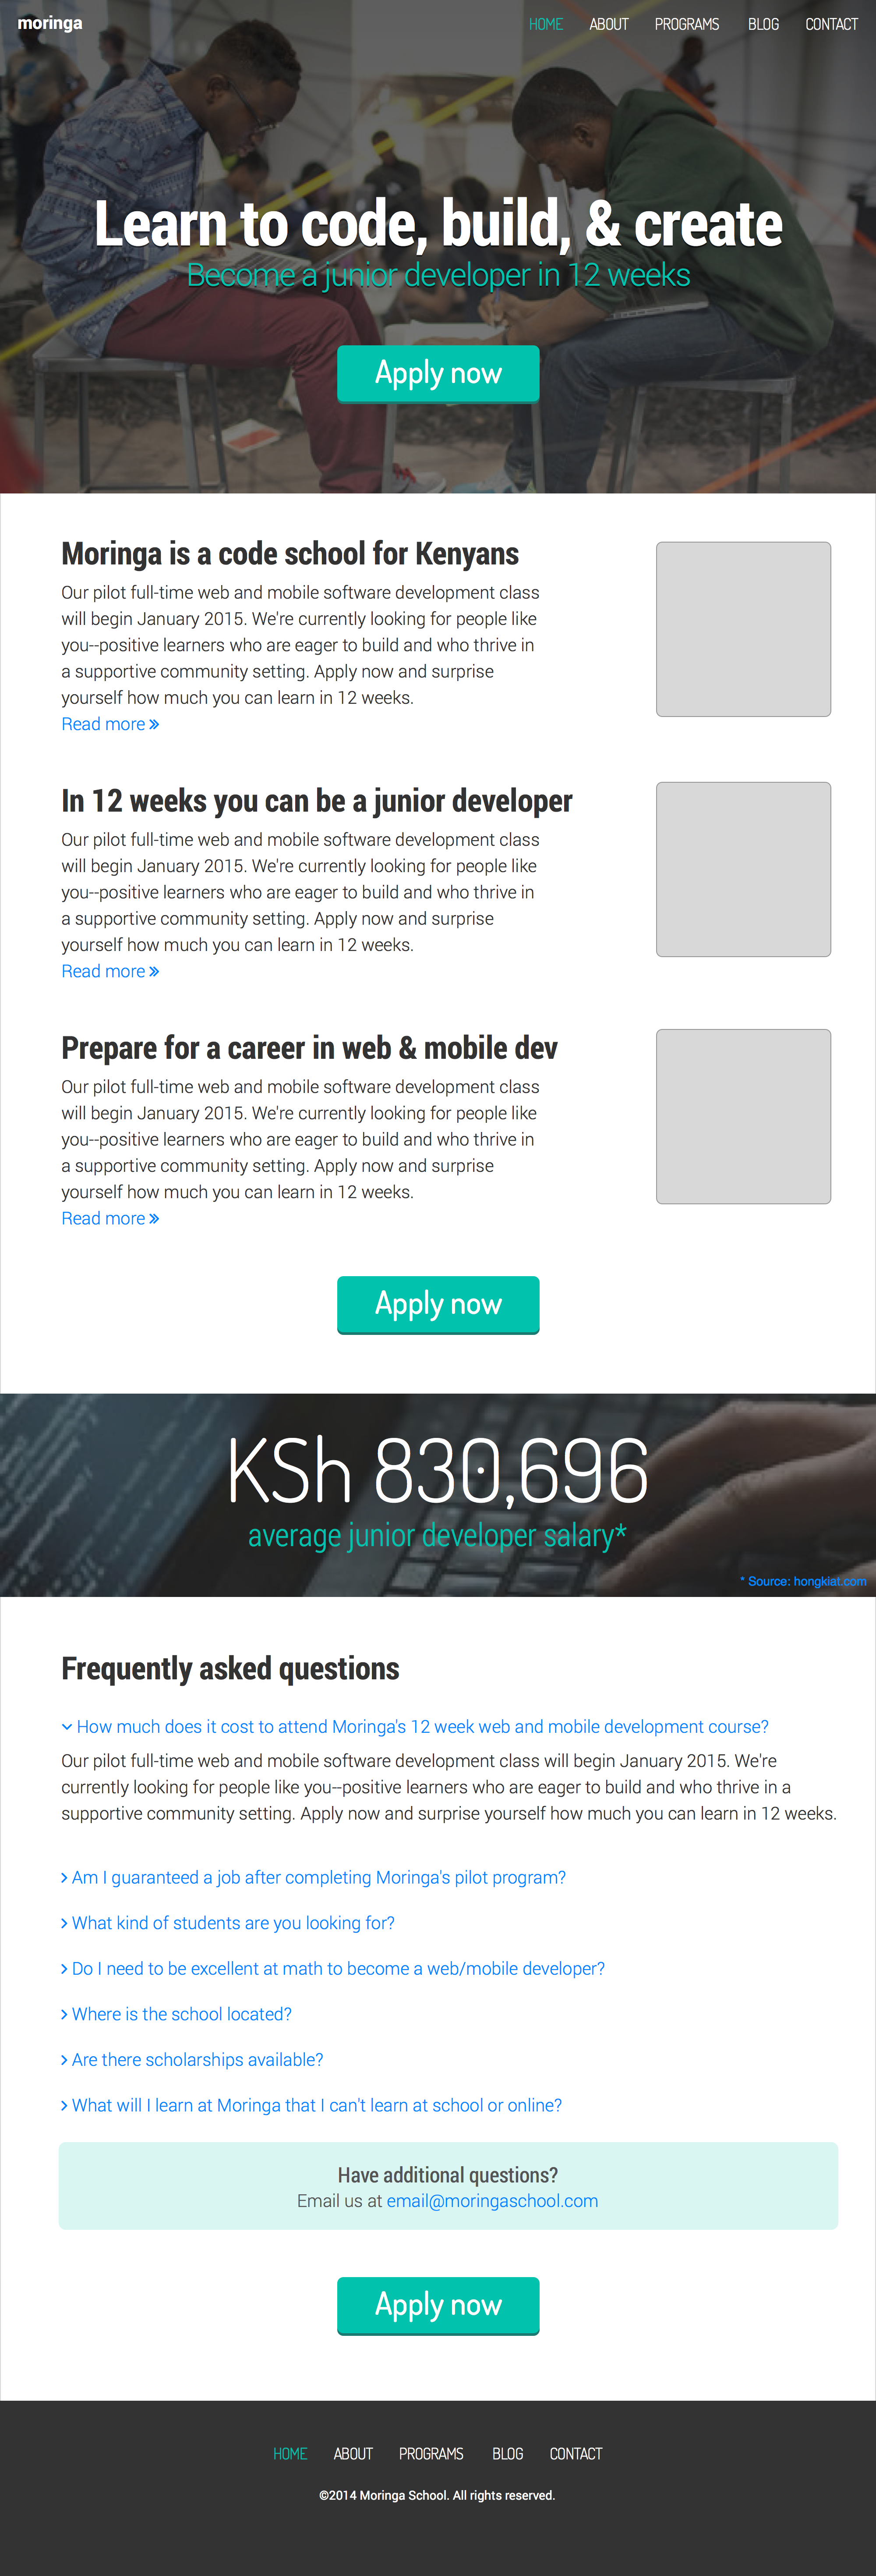 moringa
HOME ABOUT PROGRAMS BLOG CONTACT
Learn to code, build, & create
Become a junior developer in 12 weeks
Apply now
Moringa is a code school for Kenyans
Our pilot full-time web and mobile software development class
will begin January 2015. We're currently looking for people like
you--positive learners who are eager to build and who thrive in
a supportive community setting. Apply now and surprise
yourself how much you can learn in 12 weeks.
Read more »
In 12 weeks you can be a junior developer
Our pilot full-time web and mobile software development class
will begin January 2015. We're currently looking for people like
you--positive learners who are eager to build and who thrive in
a supportive community setting. Apply now and surprise
yourself how much you can learn in 12 weeks.
Read more »
Prepare for a career in web & mobile dev
Our pilot full-time web and mobile software development class
will begin January 2015. We're currently looking for people like
you--positive learners who are eager to build and who thrive in
a supportive community setting. Apply now and surprise
yourself how much you can learn in 12 weeks.
Read more »
Apply now
KSh 830,696
average junior developer salary*
* Source: hongkiat.com
Frequently asked questions
How much does it cost to attend Moringa's 12 week web and mobile development course?
Our pilot full-time web and mobile software development class will begin January 2015. We're
currently looking for people like you--positive learners who are eager to build and who thrive in a
supportive community setting. Apply now and surprise yourself how much you can learn in 12 weeks.
Am I guaranteed a job after completing Moringa's pilot program?
What kind of students are you looking for?
Do I need to be excellent at math to become a web/mobile developer?
Where is the school located?
Are there scholarships available?
What will I learn at Moringa that I can't learn at school or online?
Have additional questions?
Email us at email@moringaschool.com
Apply now
HOME ABOUT PROGRAMS BLOG CONTACT
©2014 Moringa School. All rights reserved.